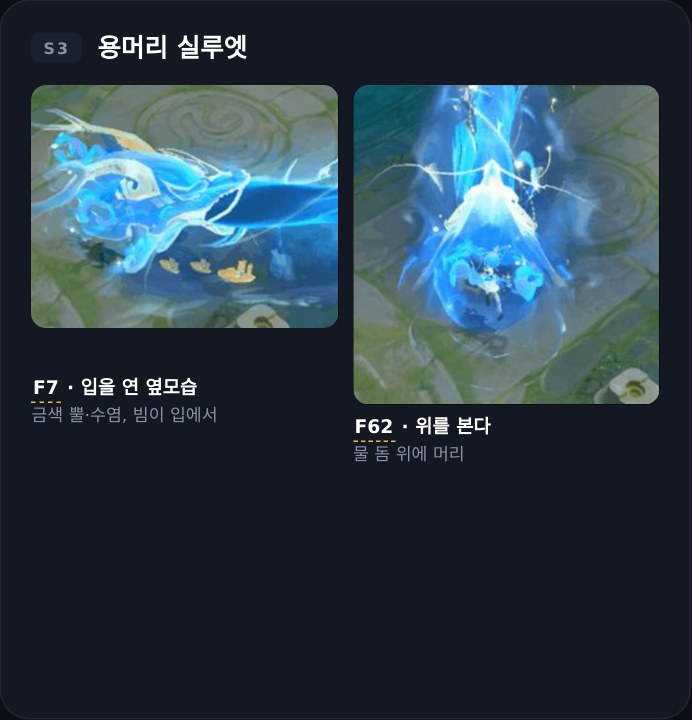 S3 용머리 실루엣
F7 · 입을 연 옆모습
금색 뿔·수염, 빔이 입에서
F62 · 위를 본다
물 돔 위에 머리